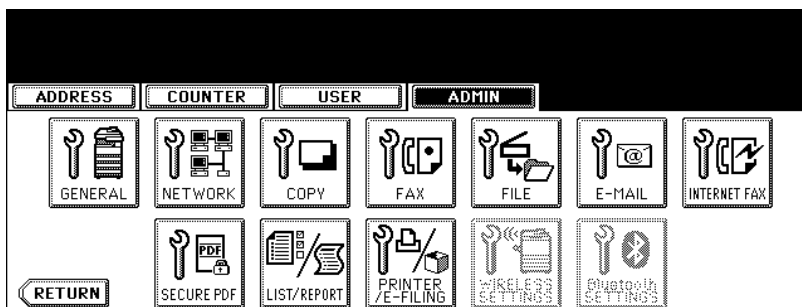 ADDRESS COUNTER USER ADMIN
GENERAL NETWORK COPY FAX FILE E-MAIL INTERNET FAX
@
PDF
SECURE PDF LIST/REPORT PRINTER /E-FILING WIRELESS SETTINGS Bluetooth SETTINGS
RETURN